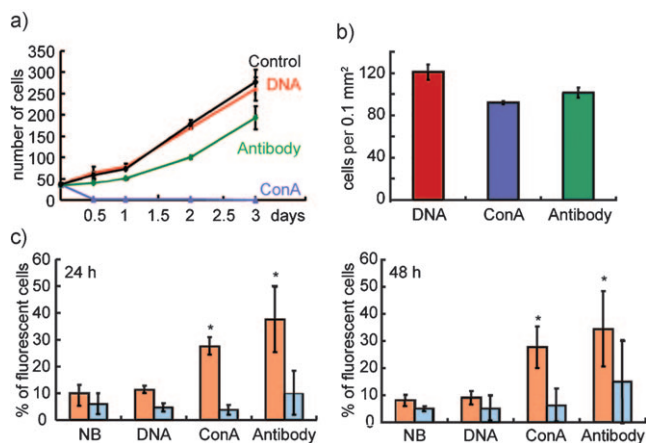 a)
number of cells
350
300
250
200
150
100
50
0
0.5 1 1.5 2 2.5 3 days
Control
DNA
Antibody
ConA
b)
cells per 0.1 mm²
120
80
40
0
DNA ConA Antibody
c)
24 h
% of fluorescent cells
60
50
40
30
20
10
0
* *
NB DNA ConA Antibody
48 h
% of fluorescent cells
60
50
40
30
20
10
0
* *
NB DNA ConA Antibody